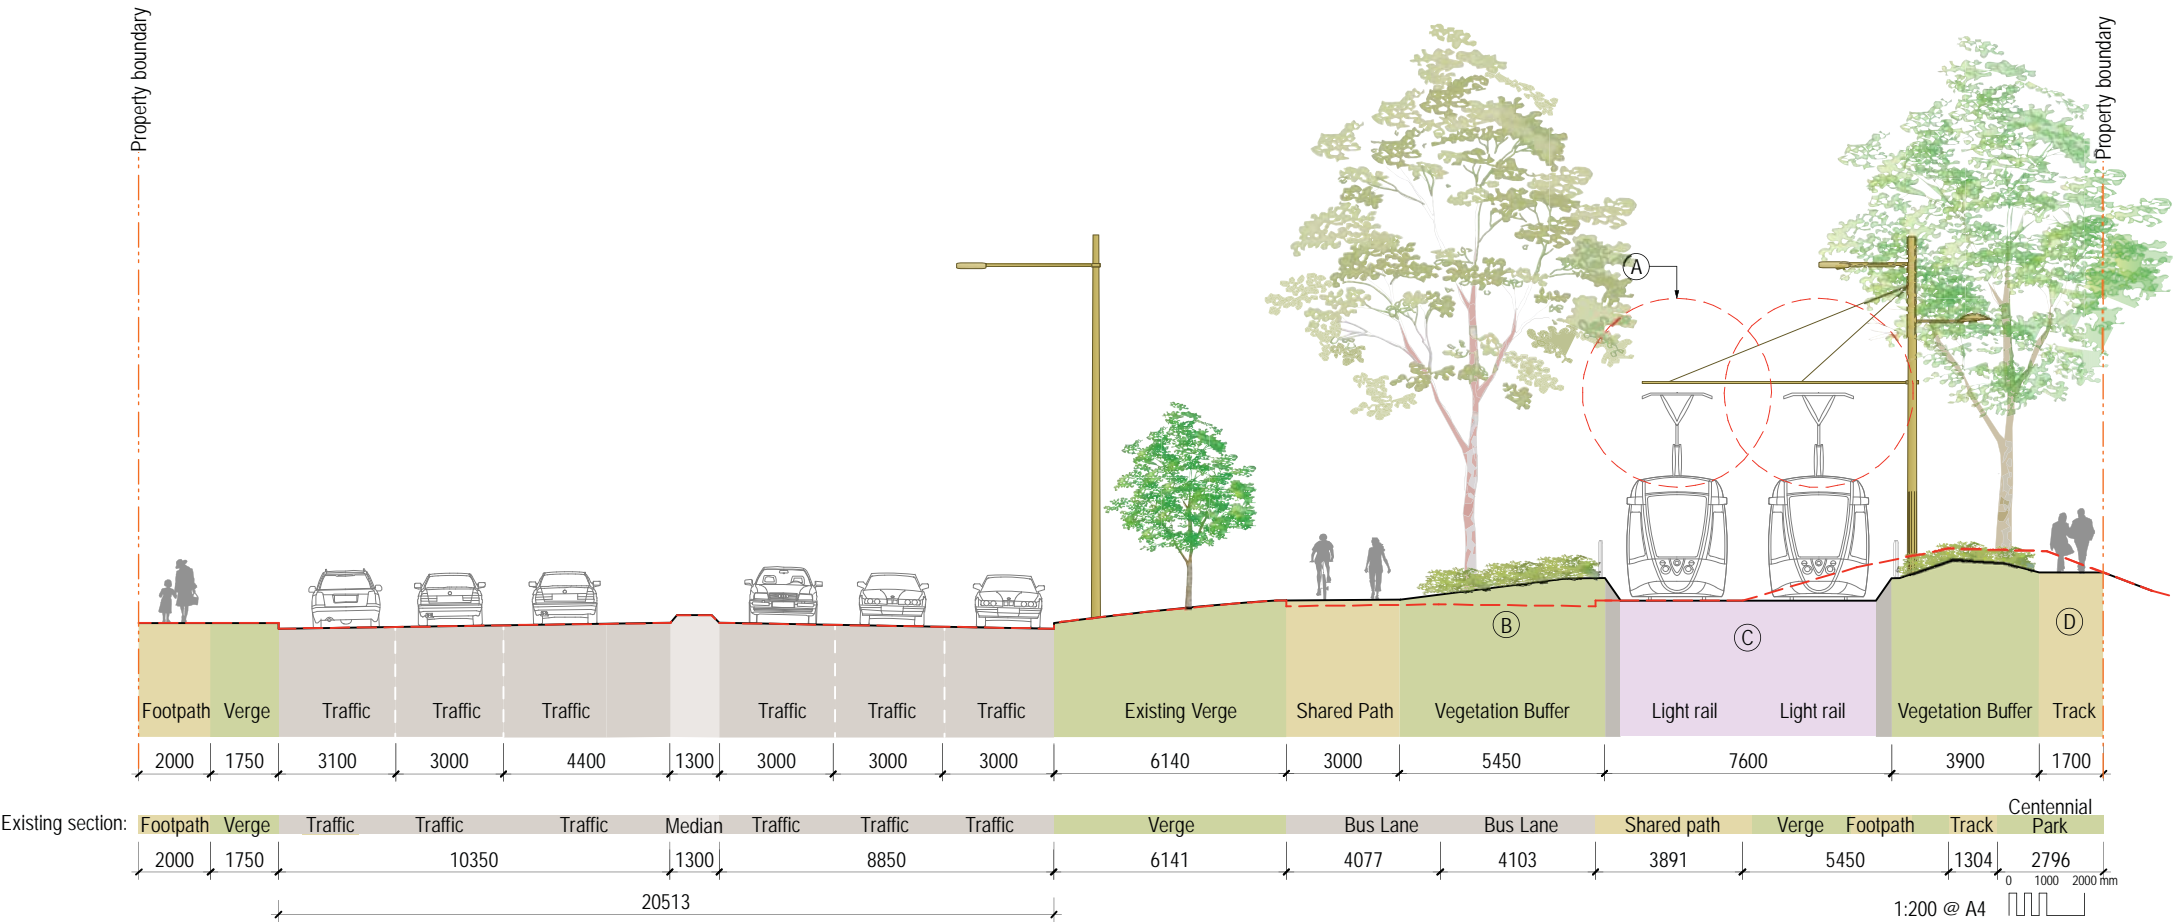 Property boundary
Property boundary
A
B
C
D
Footpath Verge Traffic Traffic Traffic Traffic Traffic Traffic Existing Verge Shared Path Vegetation Buffer Light rail Light rail Vegetation Buffer Track
2000 1750 3100 3000 4400 1300 3000 3000 3000 6140 3000 5450 7600 3900 1700
Existing section: Footpath Verge Traffic Traffic Traffic Median Traffic Traffic Traffic Verge Bus Lane Bus Lane Shared path Verge Footpath Track Centennial
Park
2000 1750 10350 1300 8850 6141 4077 4103 3891 5450 1304 2796
0 1000 2000 mm
20513
1:200 @ A4